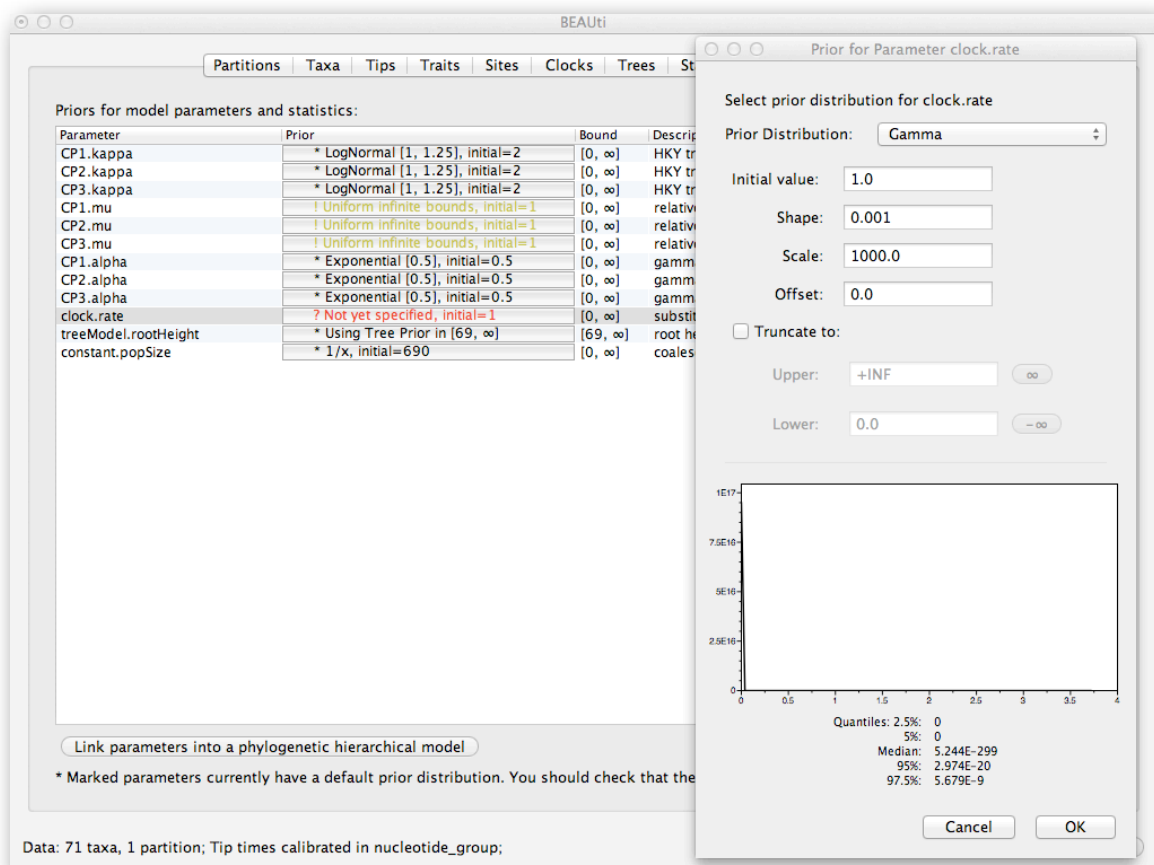 BEAUti
Partitions Taxa Tips Traits Sites Clocks Trees St
Priors for model parameters and statistics:
Parameter Prior Bound Descrip
CP1.kappa * LogNormal [1, 1.25], initial=2 [0, ∞] HKY tr
CP2.kappa * LogNormal [1, 1.25], initial=2 [0, ∞] HKY tr
CP3.kappa * LogNormal [1, 1.25], initial=2 [0, ∞] HKY tr
CP1.mu ! Uniform infinite bounds, initial=1 [0, ∞] relative
CP2.mu ! Uniform infinite bounds, initial=1 [0, ∞] relative
CP3.mu ! Uniform infinite bounds, initial=1 [0, ∞] relative
CP1.alpha * Exponential [0.5], initial=0.5 [0, ∞] gamma
CP2.alpha * Exponential [0.5], initial=0.5 [0, ∞] gamma
CP3.alpha * Exponential [0.5], initial=0.5 [0, ∞] gamma
clock.rate ? Not yet specified, initial=1 [0, ∞] substit
treeModel.rootHeight * Using Tree Prior in [69, ∞] [69, ∞] root he
constant.popSize * 1/x, initial=690 [0, ∞] coales
Link parameters into a phylogenetic hierarchical model
* Marked parameters currently have a default prior distribution. You should check that the
Data: 71 taxa, 1 partition; Tip times calibrated in nucleotide_group;
Prior for Parameter clock.rate
Select prior distribution for clock.rate
Prior Distribution: Gamma
Initial value: 1.0
Shape: 0.001
Scale: 1000.0
Offset: 0.0
Truncate to:
Upper: +INF ∞
Lower: 0.0 -∞
1E17
7.5E16
5E16
2.5E16
0
0 0.5 1 1.5 2 2.5 3 3.5 4
Quantiles: 2.5%: 0
5%: 0
Median: 5.244E-299
95%: 2.974E-20
97.5%: 5.679E-9
Cancel OK